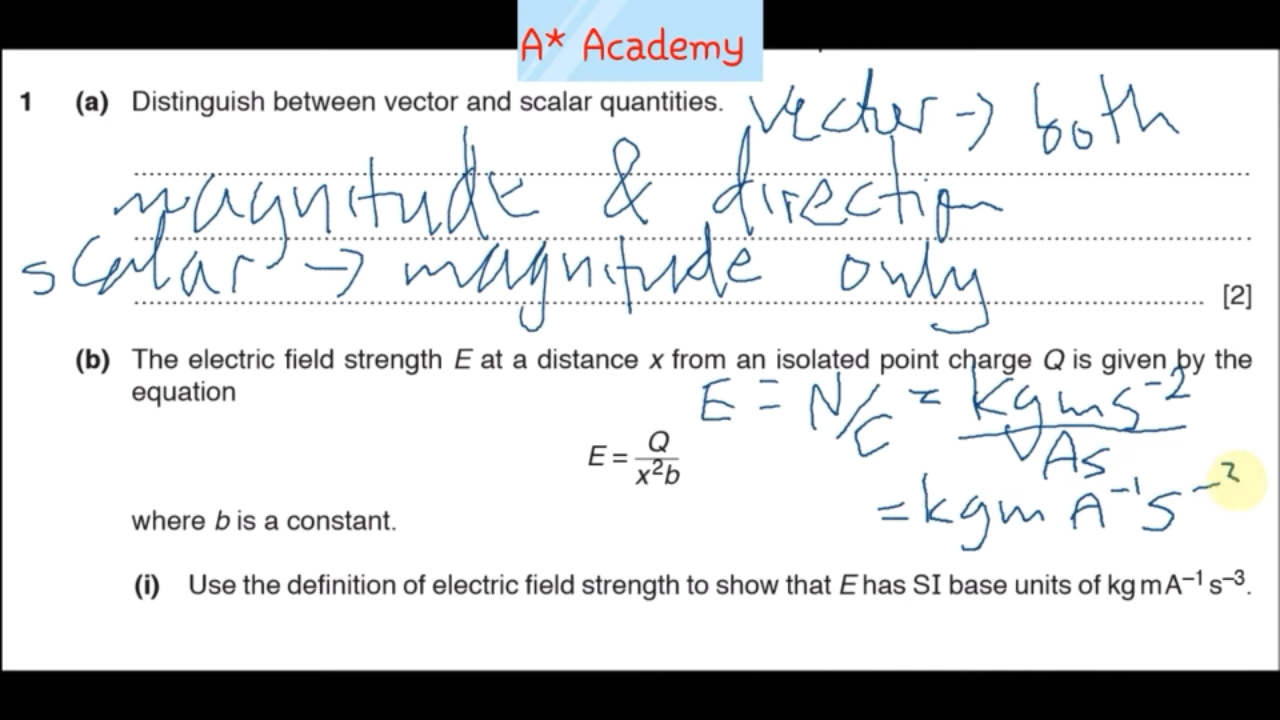 A* Academy
1 (a) Distinguish between vector and scalar quantities. vector → both
magnitude & direction
scalar → magnitude only
[2]
(b) The electric field strength E at a distance x from an isolated point charge Q is given by the
equation
E = N/C = kgms⁻² / As
E = Q / x²b
= kgm A⁻¹s⁻³
where b is a constant.
(i) Use the definition of electric field strength to show that E has SI base units of kg m A⁻¹ s⁻³.